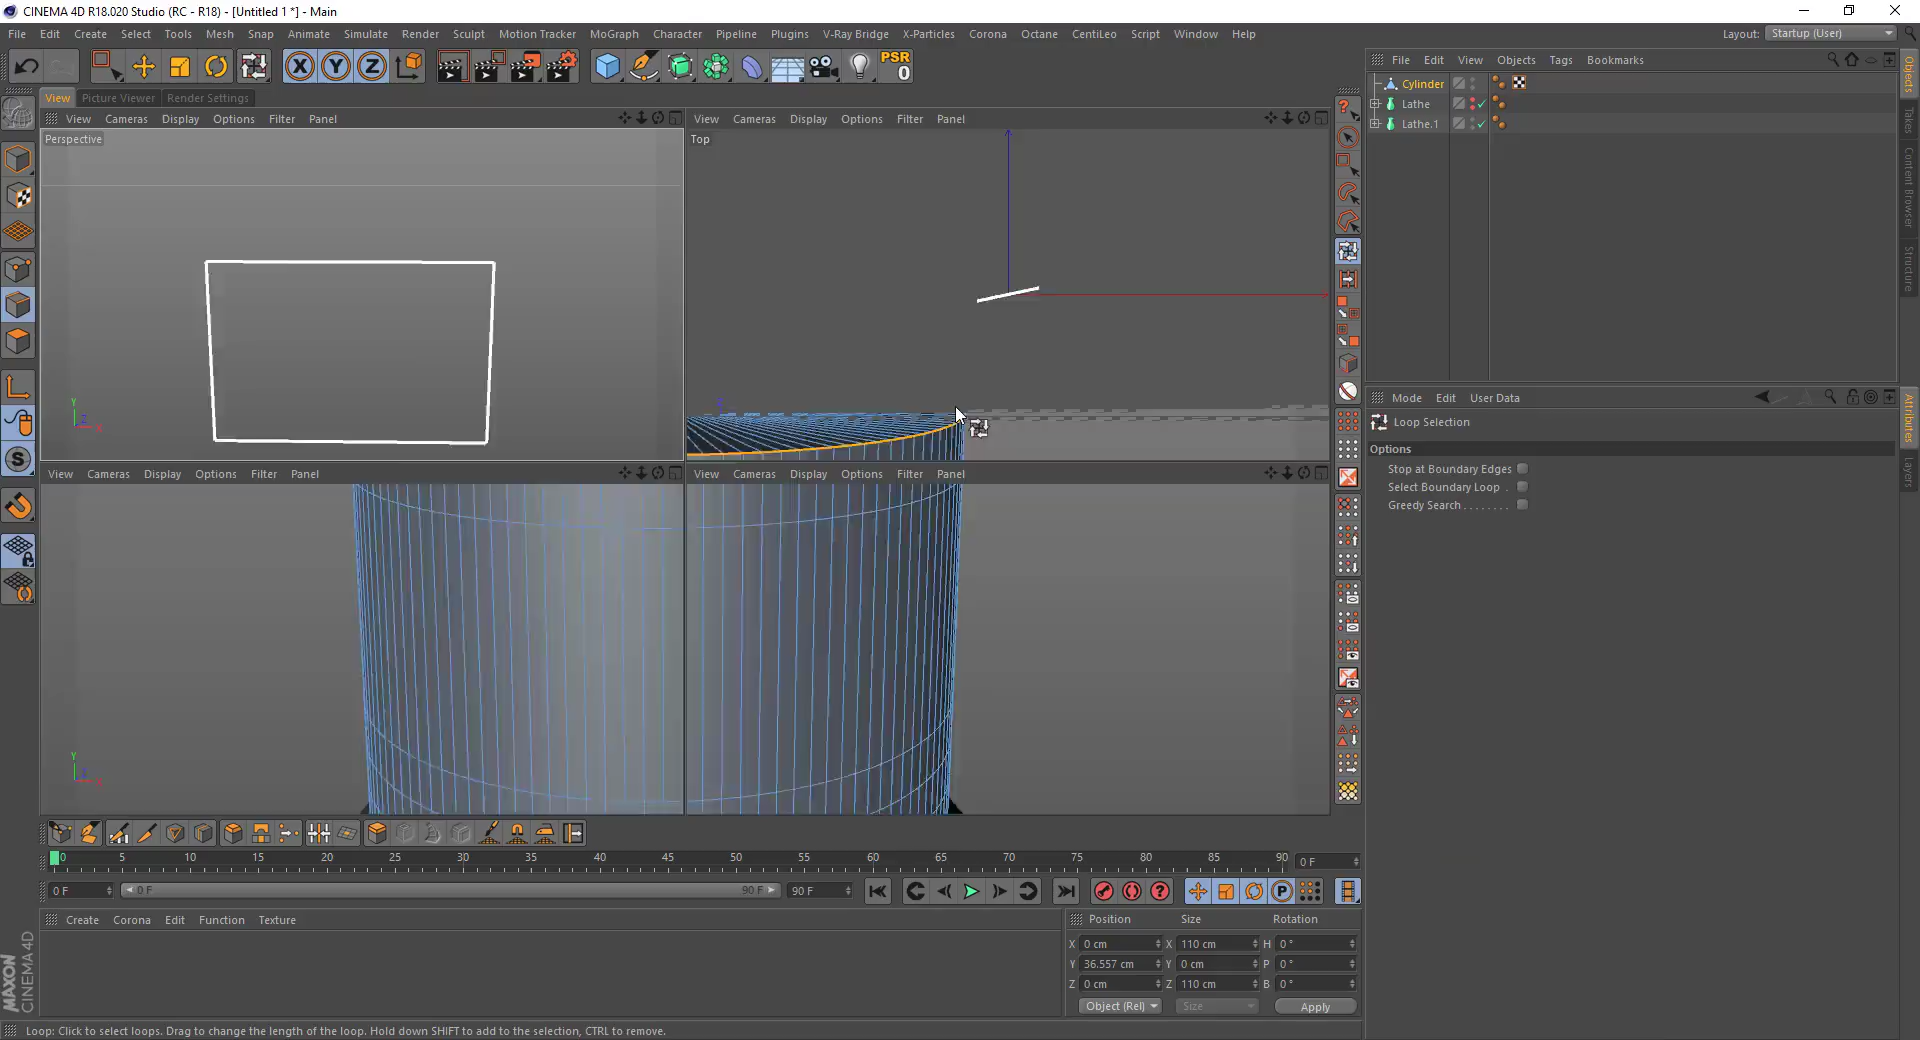 CINEMA 4D R18.020 Studio (RC - R18) - [Untitled 1 *] - Main
File Edit Create Select Tools Mesh Snap Animate Simulate Render Sculpt Motion Tracker MoGraph Character Pipeline Plugins V-Ray Bridge X-Particles Corona Octane CentiLeo Script Window Help
Layout: Startup (User)
X Y Z PSR
0
File Edit View Objects Tags Bookmarks
View Picture Viewer Render Settings
View Cameras Display Options Filter Panel
View Cameras Display Options Filter Panel
Perspective
Top
Cylinder
Lathe
Lathe.1
Objects
Takes
Content Browser
Structure
Mode Edit User Data
Loop Selection
Options
Stop at Boundary Edges
Select Boundary Loop .
Greedy Search . . . . . . . .
Attributes
Layers
View Cameras Display Options Filter Panel
View Cameras Display Options Filter Panel
0 5 10 15 20 25 30 35 40 45 50 55 60 65 70 75 80 85 90 0 F
0 F 0 F 90 F 90 F
Create Corona Edit Function Texture
Position Size Rotation
X 0 cm X 110 cm H 0 °
Y 36.557 cm Y 0 cm P 0 °
Z 0 cm Z 110 cm B 0 °
Object (Rel) Size Apply
MAXON
CINEMA 4D
Loop: Click to select loops. Drag to change the length of the loop. Hold down SHIFT to add to the selection, CTRL to remove.